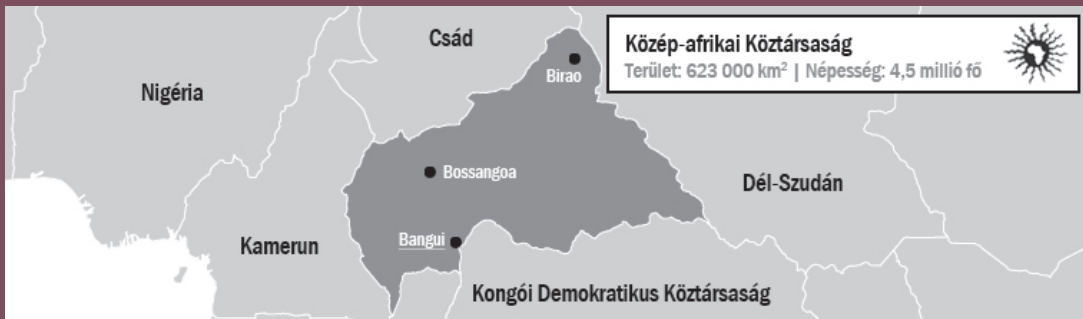 Közép-afrikai Köztársaság
Terület: 623 000 km² | Népesség: 4,5 millió fő
Csád
Birao
Nigéria
Bossangoa
Dél-Szudán
Bangui
Kamerun
Kongói Demokratikus Köztársaság